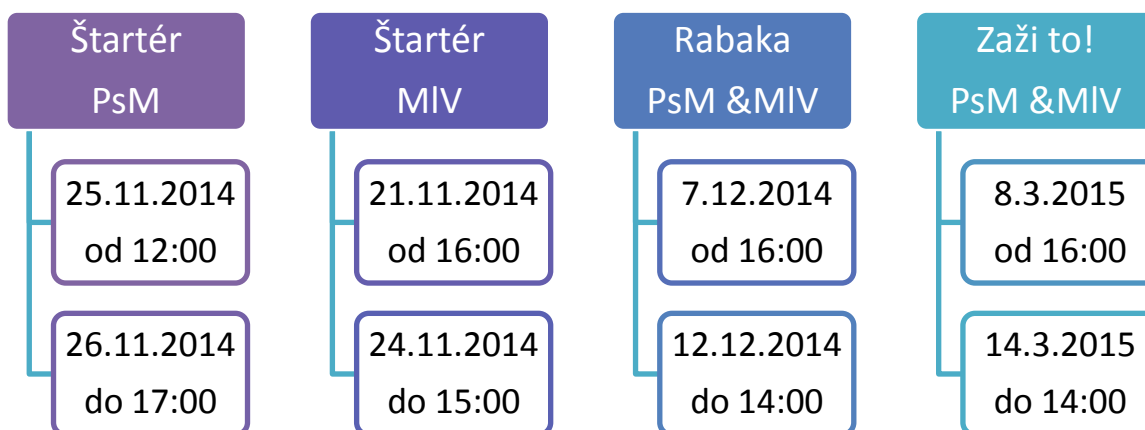 Štartér
PsM
25.11.2014
od 12:00
26.11.2014
do 17:00
Štartér
MlV
21.11.2014
od 16:00
24.11.2014
do 15:00
Rabaka
PsM &MlV
7.12.2014
od 16:00
12.12.2014
do 14:00
Zaži to!
PsM &MlV
8.3.2015
od 16:00
14.3.2015
do 14:00